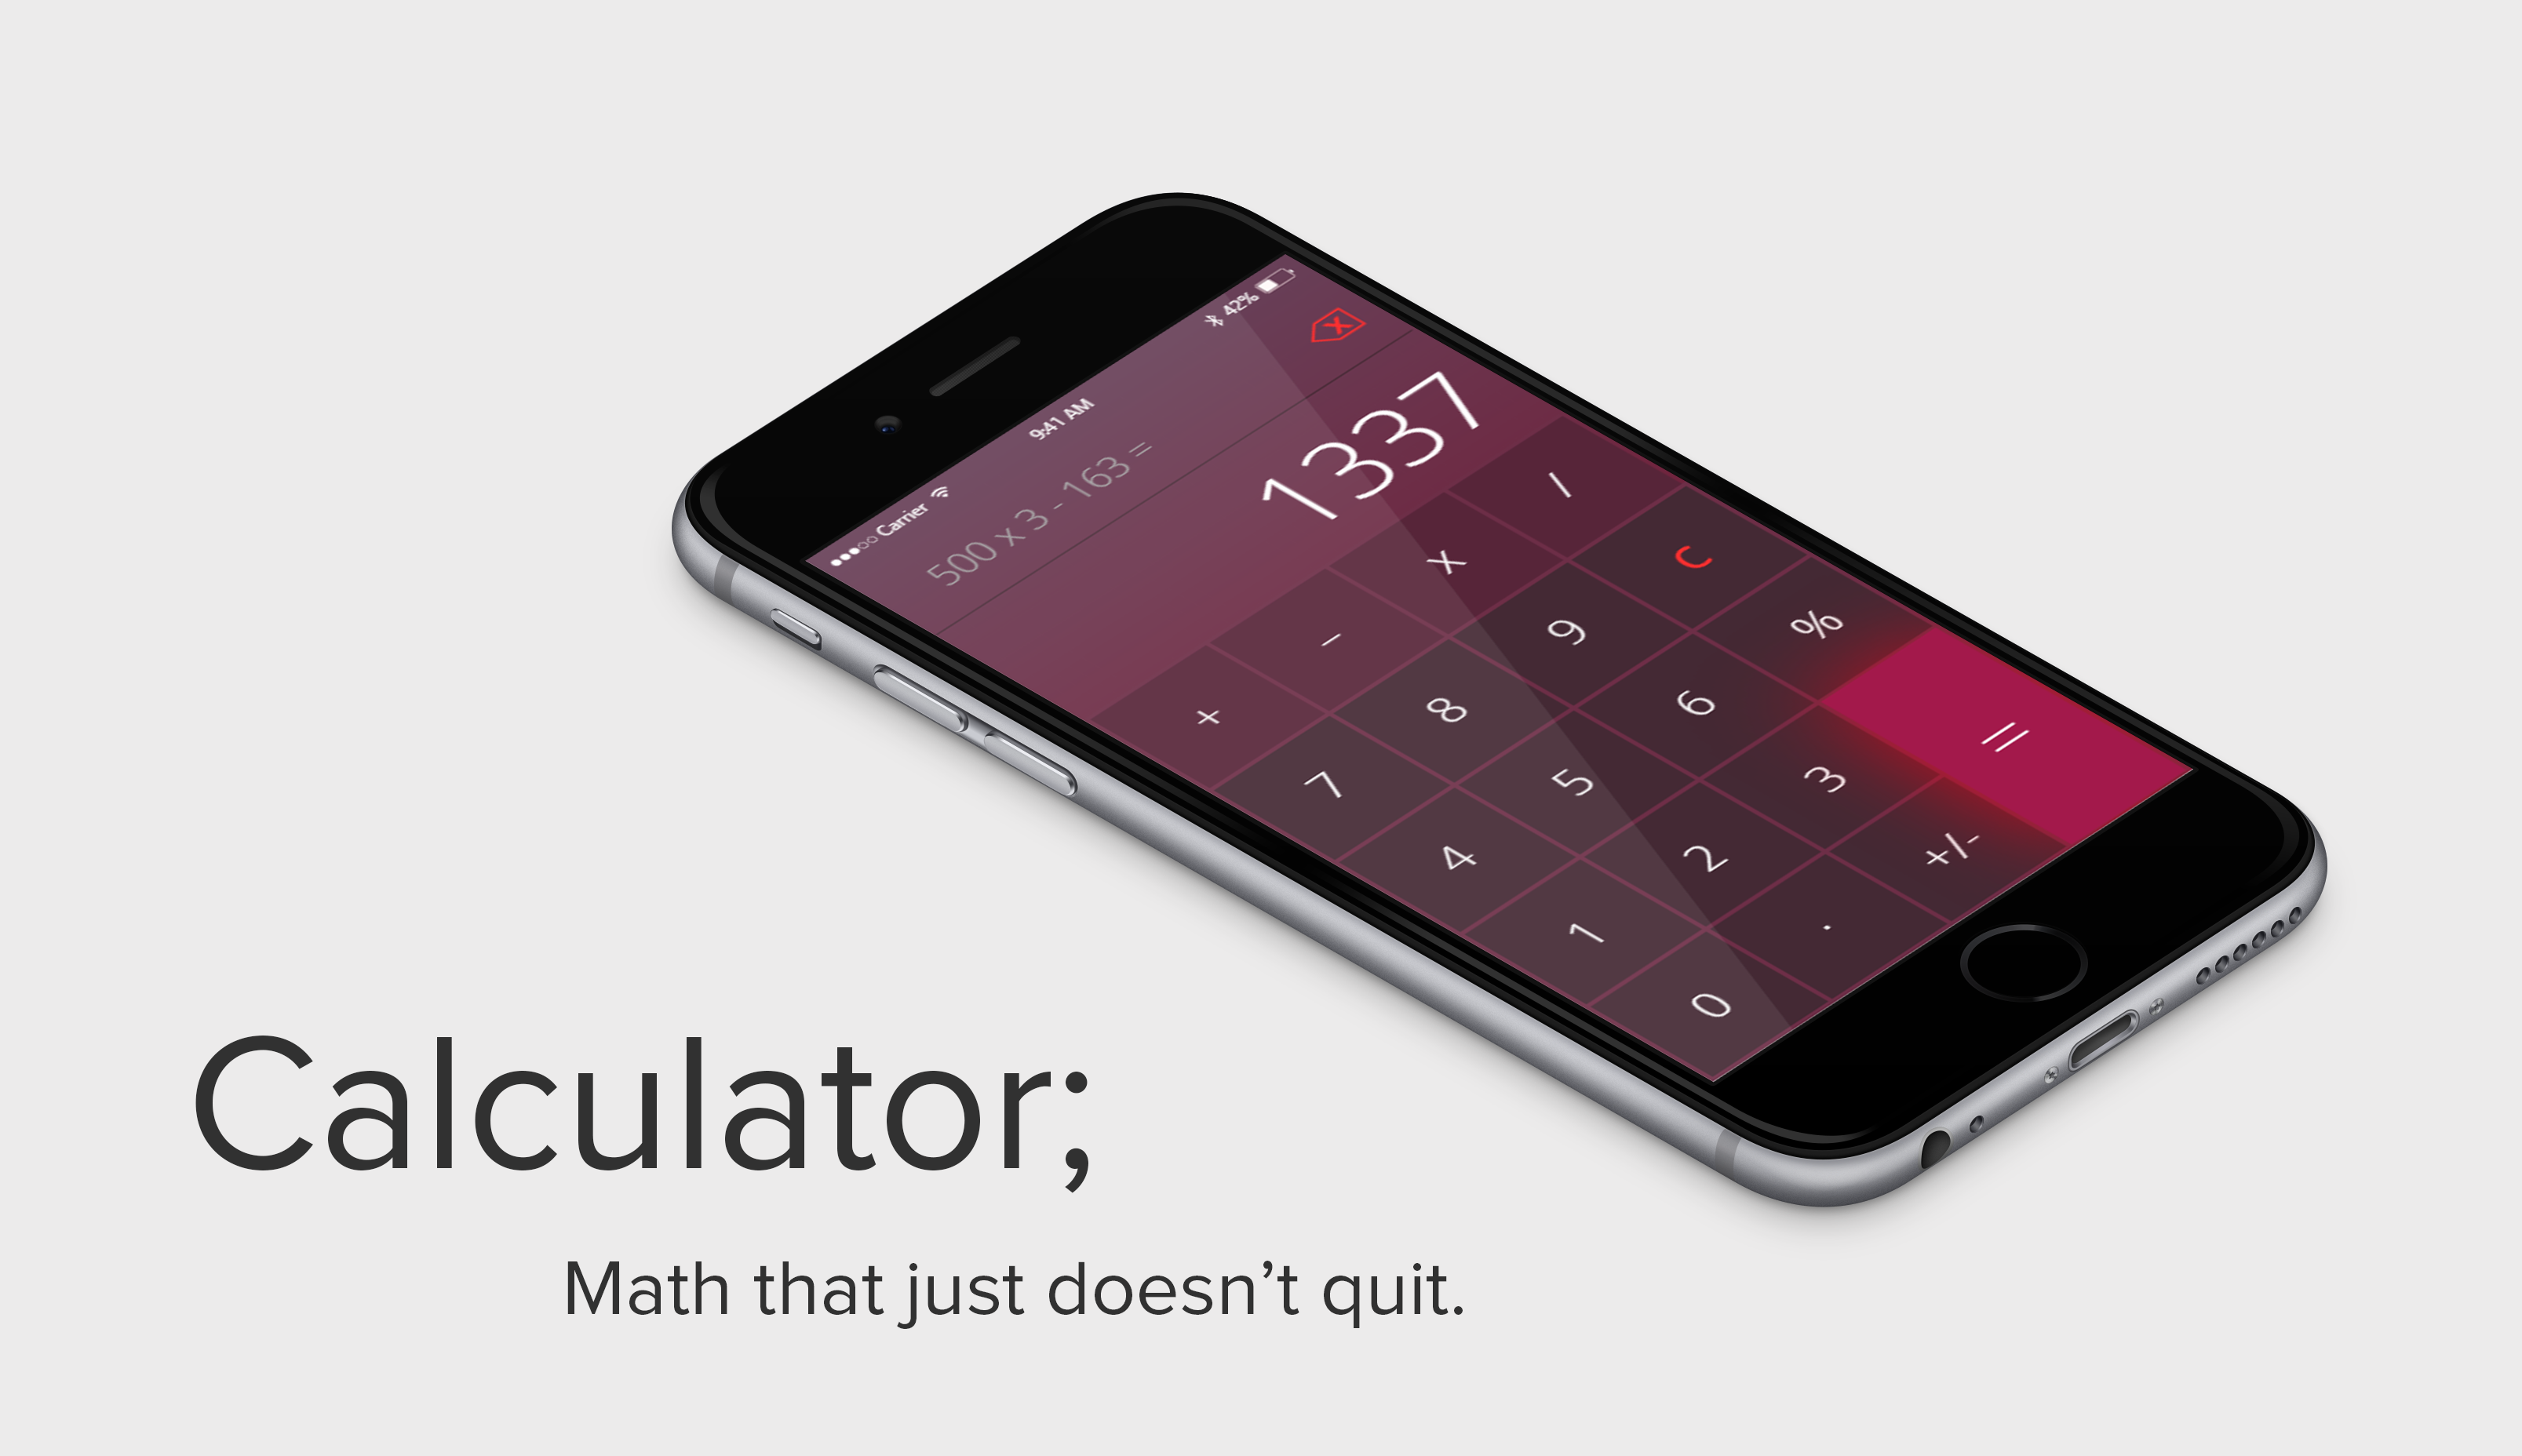 Carrier 9:41 AM 42%
500 x 3 - 163 =
1337
+ - x /
7 8 9 C
4 5 6 %
1 2 3 =
0 . +/-
Calculator;
Math that just doesn’t quit.